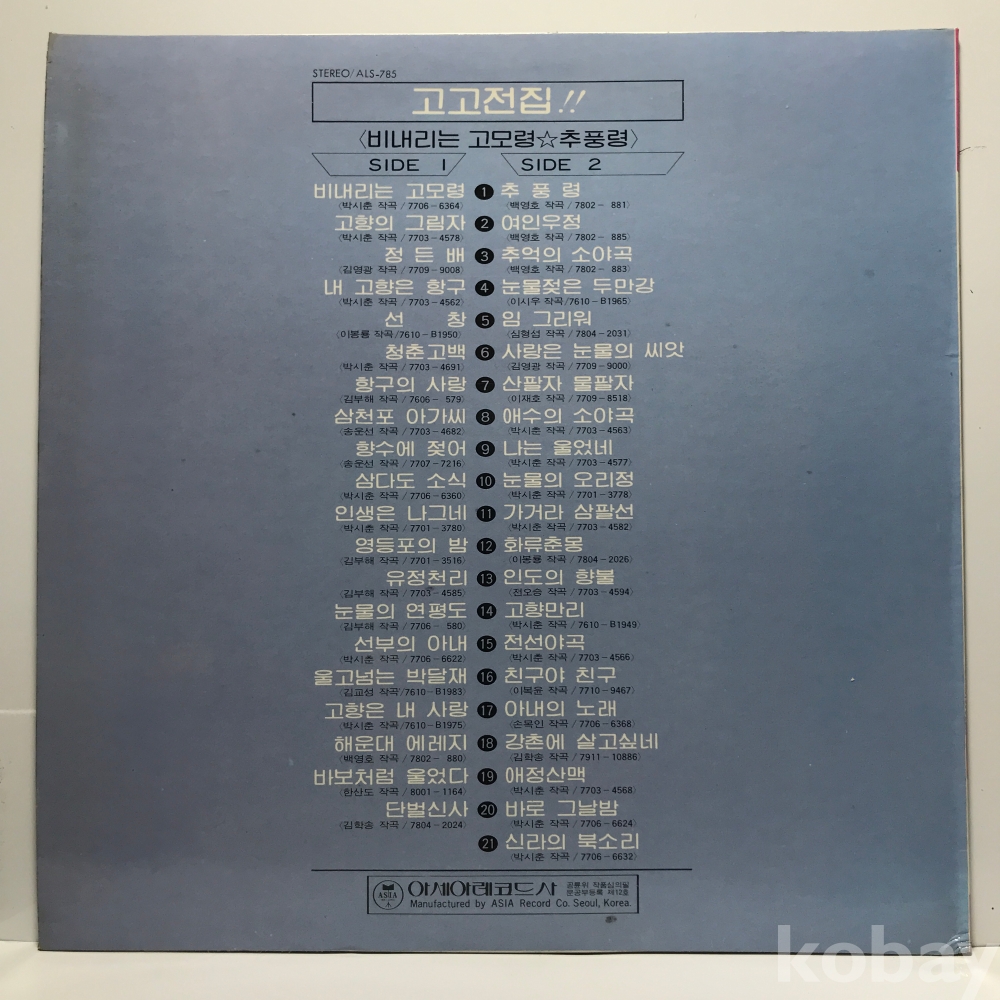 STEREO/ALS-785
고고전집!!
〈비내리는 고모령☆추풍령〉
SIDE 1 SIDE 2
비내리는 고모령 1 추풍령
(박시춘 작곡/7706-6364) (백영호 작곡/7802-881)
고향의 그림자 2 여인우정
(박시춘 작곡/7703-4578) (백영호 작곡/7802-885)
정든배 3 추억의 소야곡
(김영광 작곡/7709-9008) (백영호 작곡/7802-883)
내 고향은 항구 4 눈물젖은 두만강
(박시춘 작곡/7703-4562) (이시우 작곡/7610-B1965)
선창 5 임 그리워
(이봉룡 작곡/7610-B1950) (심형섭 작곡/7804-2031)
청춘고백 6 사랑은 눈물의 씨앗
(박시춘 작곡/7703-4691) (김영광 작곡/7709-9000)
항구의 사랑 7 산팔자 물팔자
(김부해 작곡/7606-579) (이재호 작곡/7709-8518)
삼천포 아가씨 8 애수의 소야곡
(송운선 작곡/7703-4682) (박시춘 작곡/7703-4563)
향수에 젖어 9 나는 울었네
(송운선 작곡/7707-7216) (박시춘 작곡/7703-4577)
삼다도 소식 10 눈물의 오리정
(박시춘 작곡/7706-6360) (박시춘 작곡/7701-3778)
인생은 나그네 11 가거라 삼팔선
(박시춘 작곡/7701-3780) (박시춘 작곡/7703-4582)
영등포의 밤 12 화류춘몽
(김부해 작곡/7701-3516) (이봉룡 작곡/7804-2026)
유정천리 13 인도의 향불
(김부해 작곡/7703-4585) (전오승 작곡/7703-4594)
눈물의 연평도 14 고향만리
(김부해 작곡/7706-580) (박시춘 작곡/7610-B1949)
선부의 아내 15 전선야곡
(박시춘 작곡/7706-6622) (박시춘 작곡/7703-4566)
울고넘는 박달재 16 친구야 친구
(김교성 작곡/7610-B1983) (이복윤 작곡/7710-9467)
고향은 내 사랑 17 아내의 노래
(박시춘 작곡/7610-B1975) (손목인 작곡/7706-6368)
해운대 에레지 18 강촌에 살고싶네
(백영호 작곡/7802-880) (김학송 작곡/7911-10886)
바보처럼 울었다 19 애정산맥
(한산도 작곡/8001-1164) (박시춘 작곡/7703-4568)
단벌신사 20 바로 그날밤
(김학송 작곡/7804-2024) (박시춘 작곡/7706-6624)
21 신라의 북소리
(박시춘 작곡/7706-6632)
ASIA 아세아레코드사 공륜위 작품심의필
문공부등록 제12호
Manufactured by ASIA Record Co. Seoul, Korea.
kobay